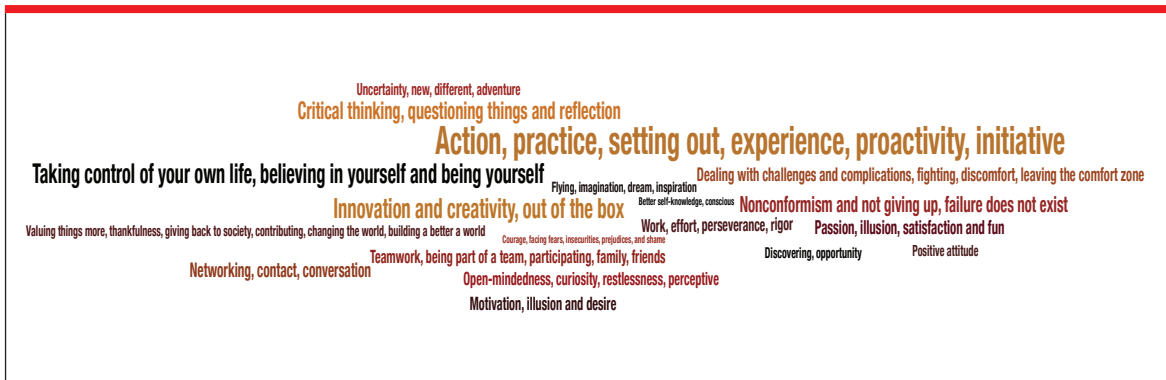 Uncertainty, new, different, adventure
Critical thinking, questioning things and reflection
Action, practice, setting out, experience, proactivity, initiative
Taking control of your own life, believing in yourself and being yourself
Dealing with challenges and complications, fighting, discomfort, leaving the comfort zone
Flying, imagination, dream, inspiration
Better self-knowledge, conscious
Innovation and creativity, out of the box
Nonconformism and not giving up, failure does not exist
Valuing things more, thankfulness, giving back to society, contributing, changing the world, building a better a world
Work, effort, perseverance, rigor
Passion, illusion, satisfaction and fun
Courage, facing fears, insecurities, prejudices, and shame
Teamwork, being part of a team, participating, family, friends
Discovering, opportunity
Positive attitude
Networking, contact, conversation
Open-mindedness, curiosity, restlessness, perceptive
Motivation, illusion and desire